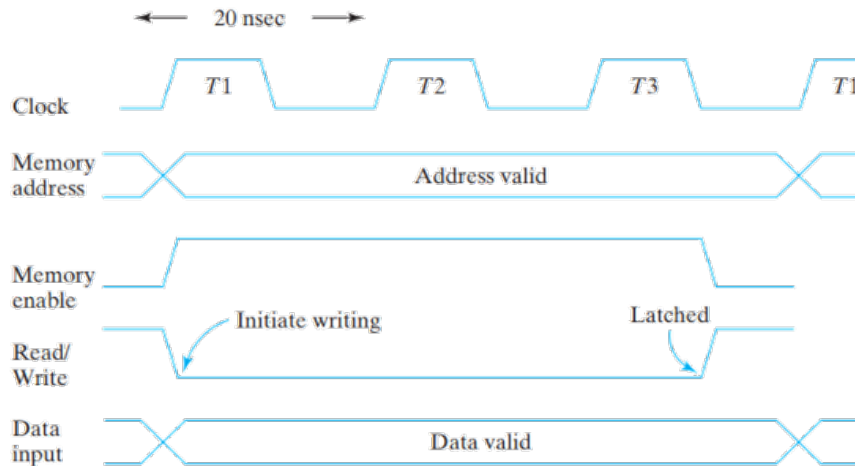 20 nsec
T1 T2 T3 T1
Clock
Memory
address
Address valid
Memory
enable
Initiate writing
Latched
Read/
Write
Data
input
Data valid